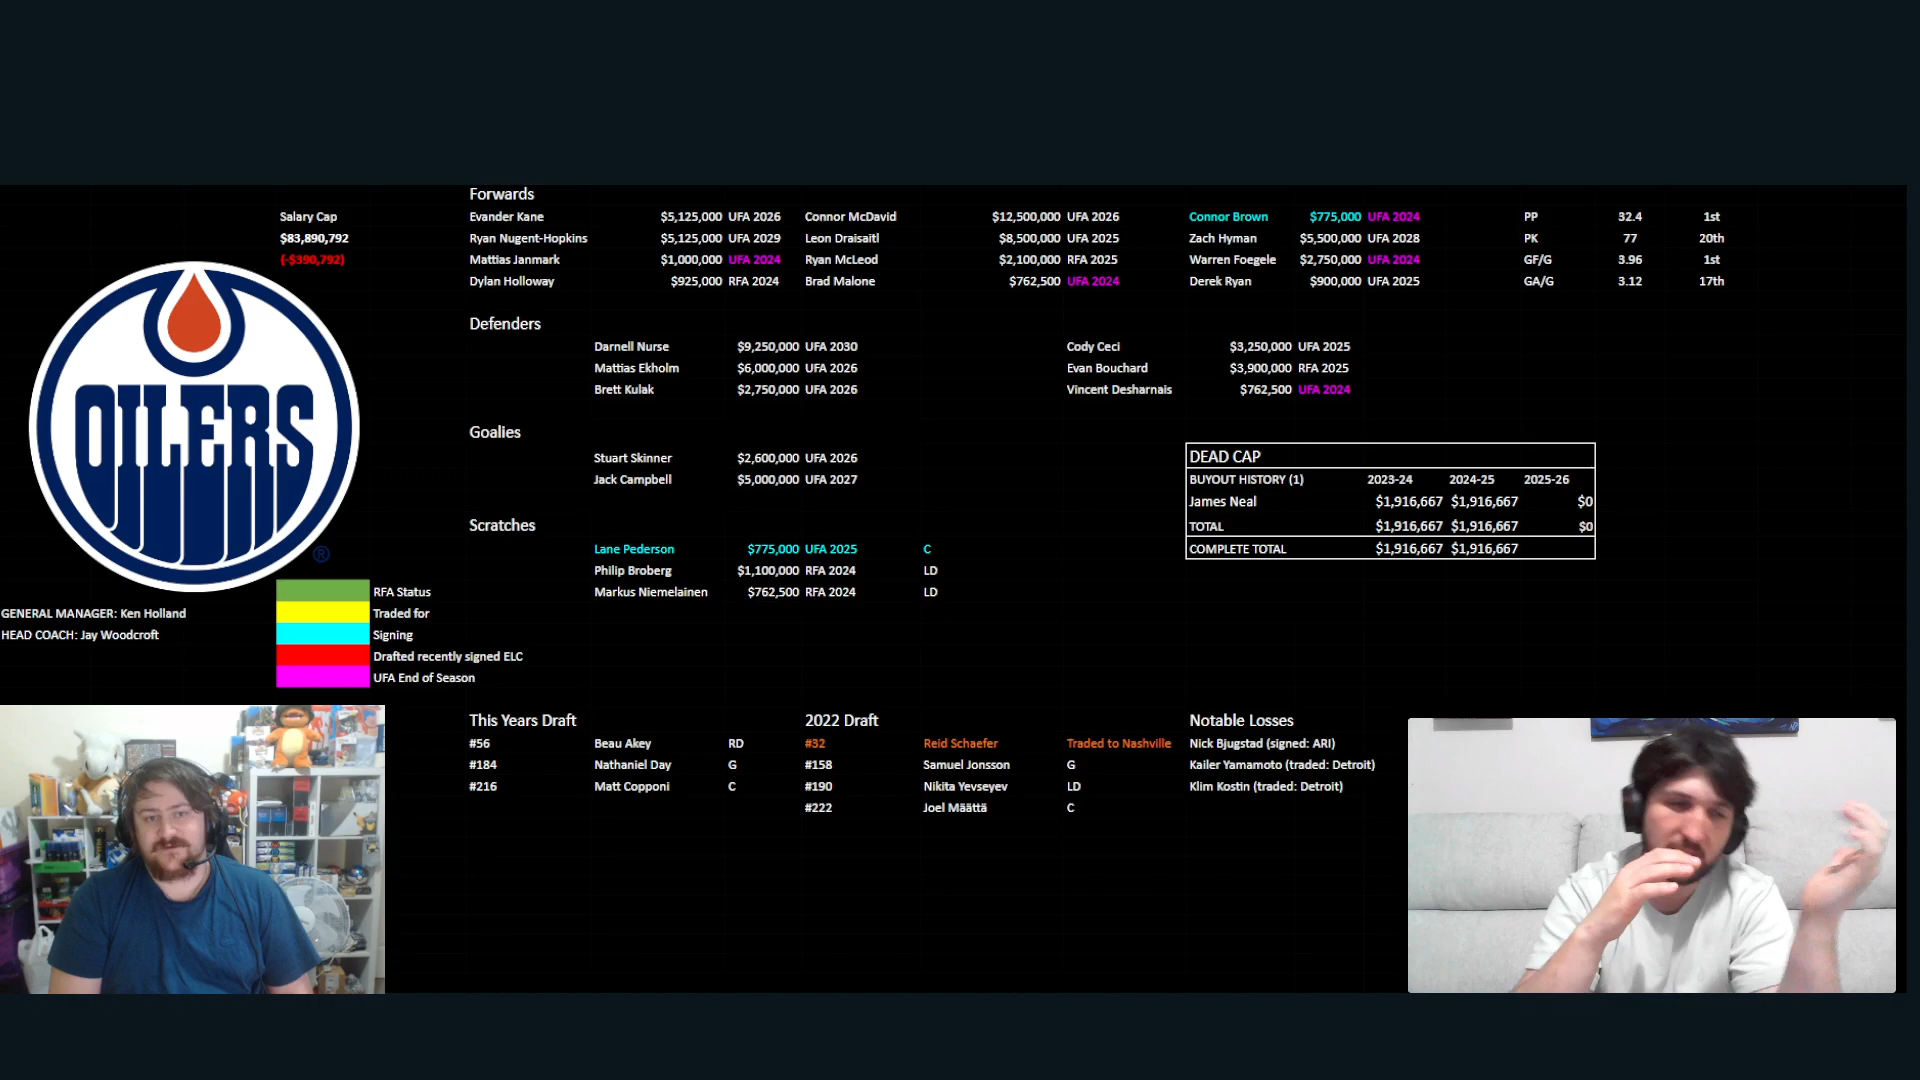 Forwards
Salary Cap Evander Kane $5,125,000 UFA 2026 Connor McDavid $12,500,000 UFA 2026 Connor Brown $775,000 UFA 2024 PP 32.4 1st
$83,890,792 Ryan Nugent-Hopkins $5,125,000 UFA 2029 Leon Draisaitl $8,500,000 UFA 2025 Zach Hyman $5,500,000 UFA 2028 PK 77 20th
(-$390,792) Mattias Janmark $1,000,000 UFA 2024 Ryan McLeod $2,100,000 RFA 2025 Warren Foegele $2,750,000 UFA 2024 GF/G 3.96 1st
Dylan Holloway $925,000 RFA 2024 Brad Malone $762,500 UFA 2024 Derek Ryan $900,000 UFA 2025 GA/G 3.12 17th
Defenders
Darnell Nurse $9,250,000 UFA 2030 Cody Ceci $3,250,000 UFA 2025
Mattias Ekholm $6,000,000 UFA 2026 Evan Bouchard $3,900,000 RFA 2025
Brett Kulak $2,750,000 UFA 2026 Vincent Desharnais $762,500 UFA 2024
OILERS
®
Goalies
Stuart Skinner $2,600,000 UFA 2026
Jack Campbell $5,000,000 UFA 2027
DEAD CAP
BUYOUT HISTORY (1) 2023-24 2024-25 2025-26
James Neal $1,916,667 $1,916,667 $0
TOTAL $1,916,667 $1,916,667 $0
COMPLETE TOTAL $1,916,667 $1,916,667
Scratches
Lane Pederson $775,000 UFA 2025 C
Philip Broberg $1,100,000 RFA 2024 LD
Markus Niemelainen $762,500 RFA 2024 LD
GENERAL MANAGER: Ken Holland
HEAD COACH: Jay Woodcroft
RFA Status
Traded for
Signing
Drafted recently signed ELC
UFA End of Season
This Years Draft 2022 Draft Notable Losses
#56 Beau Akey RD #32 Reid Schaefer Traded to Nashville Nick Bjugstad (signed: ARI)
#184 Nathaniel Day G #158 Samuel Jonsson G Kailer Yamamoto (traded: Detroit)
#216 Matt Copponi C #190 Nikita Yevseyev LD Klim Kostin (traded: Detroit)
#222 Joel Määttä C